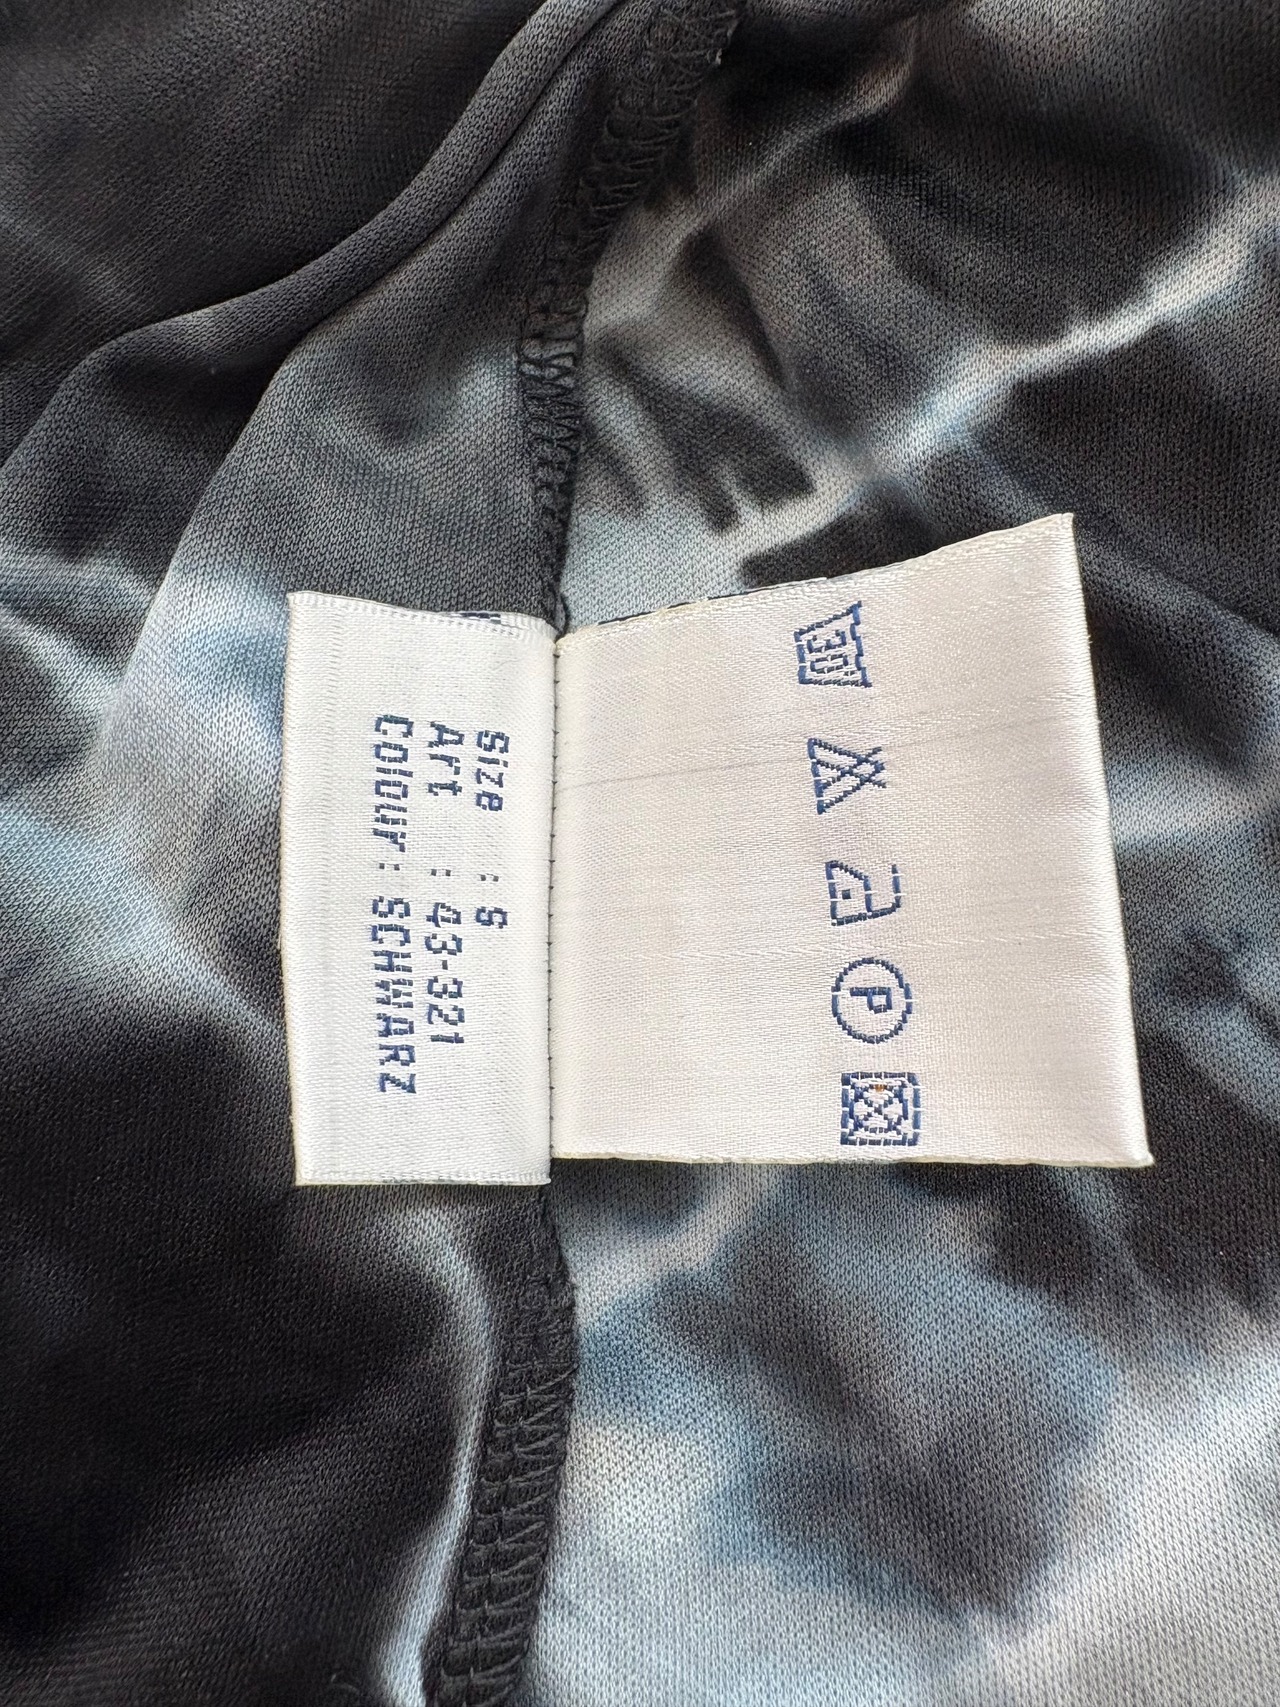 Size : S
Art : 43-321
Colour : SCHWARZ
30°
P